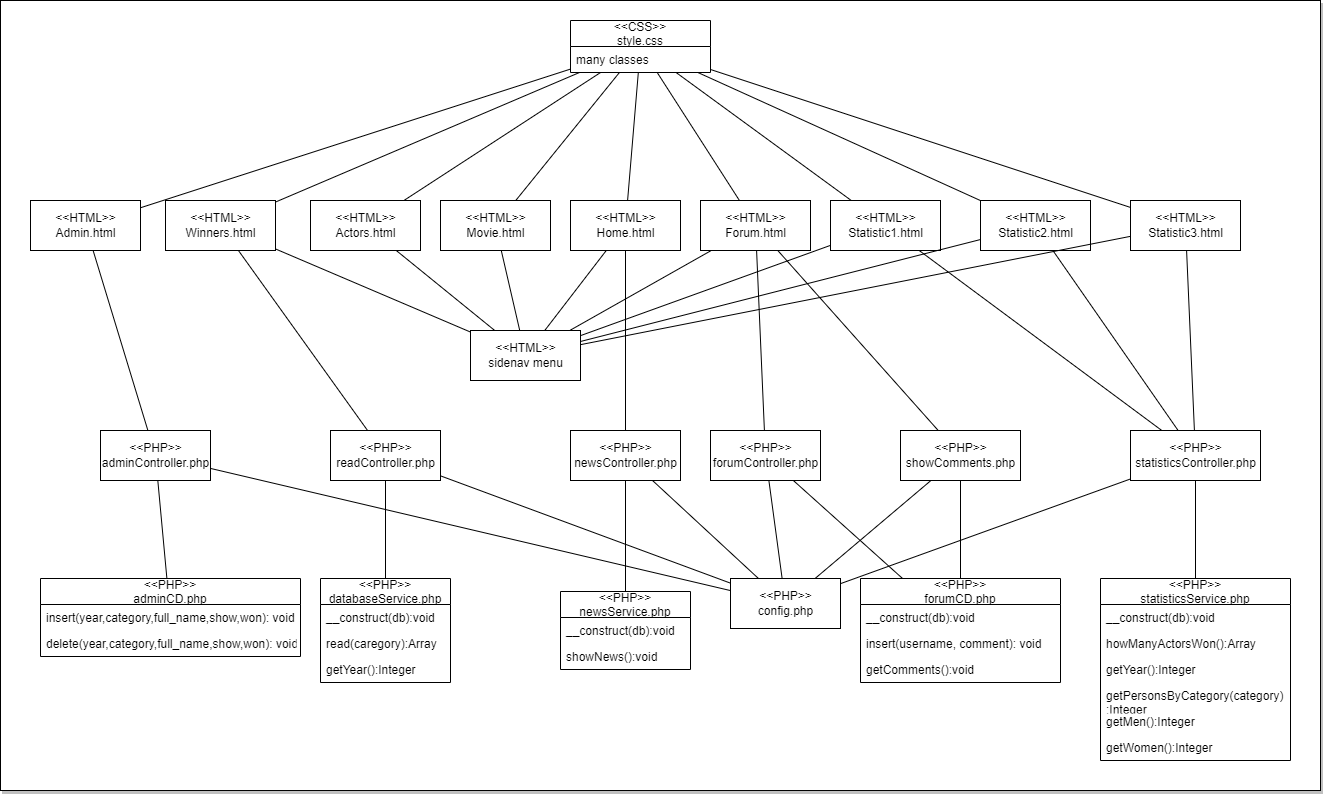 <<CSS>>
style.css
many classes
<<HTML>>
Admin.html
<<HTML>>
Winners.html
<<HTML>>
Actors.html
<<HTML>>
Movie.html
<<HTML>>
Home.html
<<HTML>>
Forum.html
<<HTML>>
Statistic1.html
<<HTML>>
Statistic2.html
<<HTML>>
Statistic3.html
<<HTML>>
sidenav menu
<<PHP>>
adminController.php
<<PHP>>
readController.php
<<PHP>>
newsController.php
<<PHP>>
forumController.php
<<PHP>>
showComments.php
<<PHP>>
statisticsController.php
<<PHP>>
adminCD.php
insert(year,category,full_name,show,won): void
delete(year,category,full_name,show,won): void
<<PHP>>
databaseService.php
__construct(db):void
read(caregory):Array
getYear():Integer
<<PHP>>
newsService.php
__construct(db):void
showNews():void
<<PHP>>
config.php
<<PHP>>
forumCD.php
__construct(db):void
insert(username, comment): void
getComments():void
<<PHP>>
statisticsService.php
__construct(db):void
howManyActorsWon():Array
getYear():Integer
getPersonsByCategory(category)
:Integer
getMen():Integer
getWomen():Integer